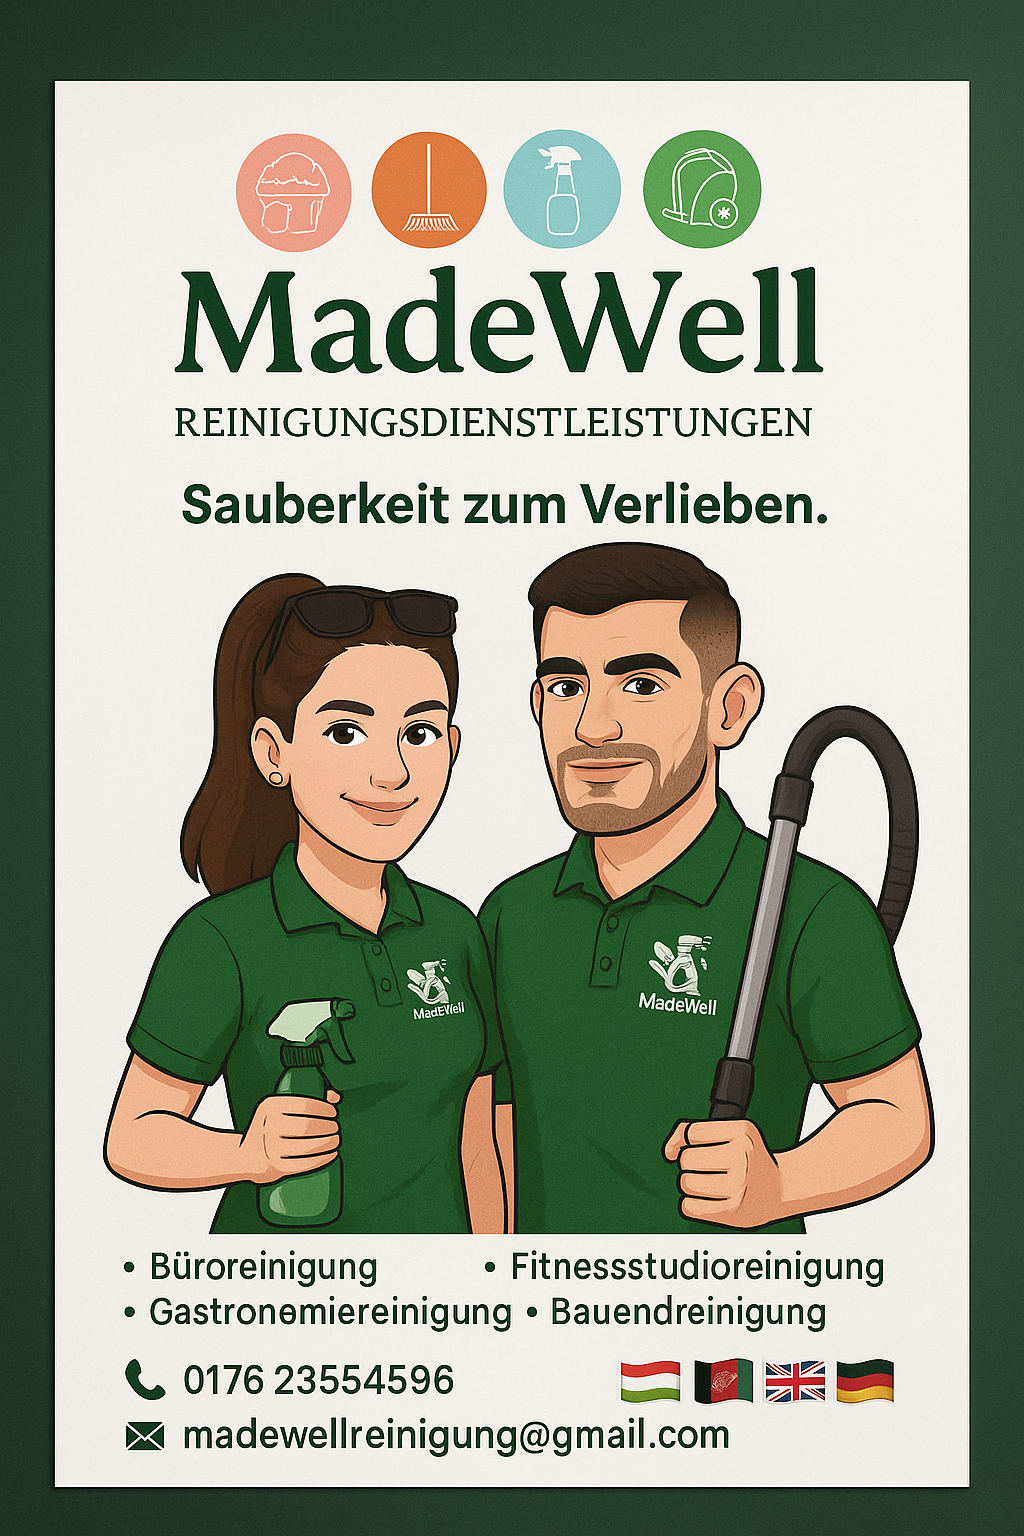 MadeWell
REINIGUNGSDIENSTLEISTUNGEN
Sauberkeit zum Verlieben.
MadEWell
MadeWell
• Büroreinigung • Fitnessstudioreinigung
• Gastronemiereinigung • Bauendreinigung
0176 23554596
madewellreinigung@gmail.com